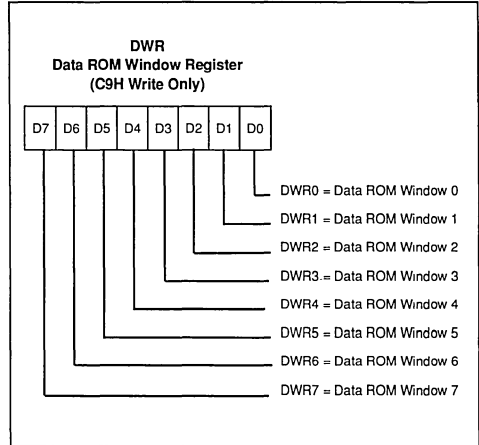 DWR
Data ROM Window Register
(C9H Write Only)
D7 D6 D5 D4 D3 D2 D1 D0
DWR0 = Data ROM Window 0
DWR1 = Data ROM Window 1
DWR2 = Data ROM Window 2
DWR3 = Data ROM Window 3
DWR4 = Data ROM Window 4
DWR5 = Data ROM Window 5
DWR6 = Data ROM Window 6
DWR7 = Data ROM Window 7